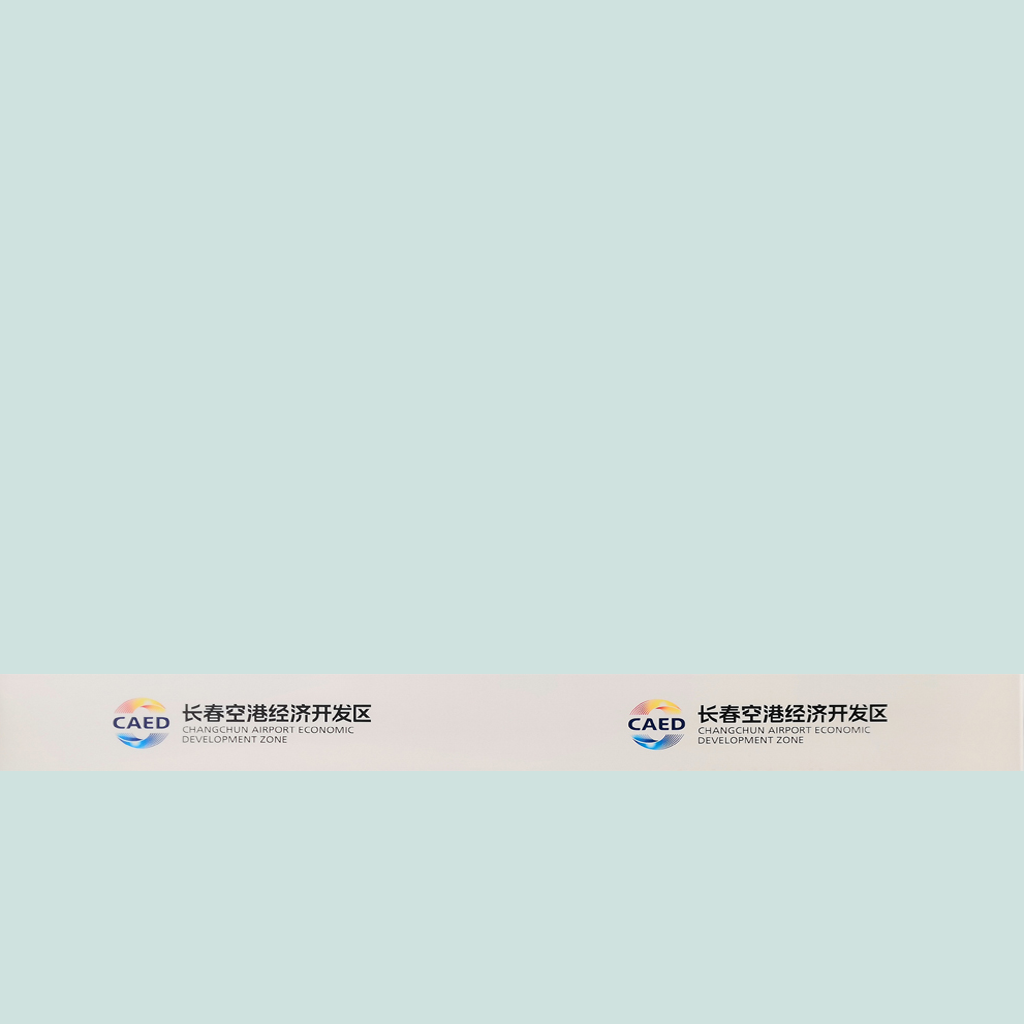 CAED
长春空港经济开发区
CHANGCHUN AIRPORT ECONOMIC
DEVELOPMENT ZONE
CAED
长春空港经济开发区
CHANGCHUN AIRPORT ECONOMIC
DEVELOPMENT ZONE